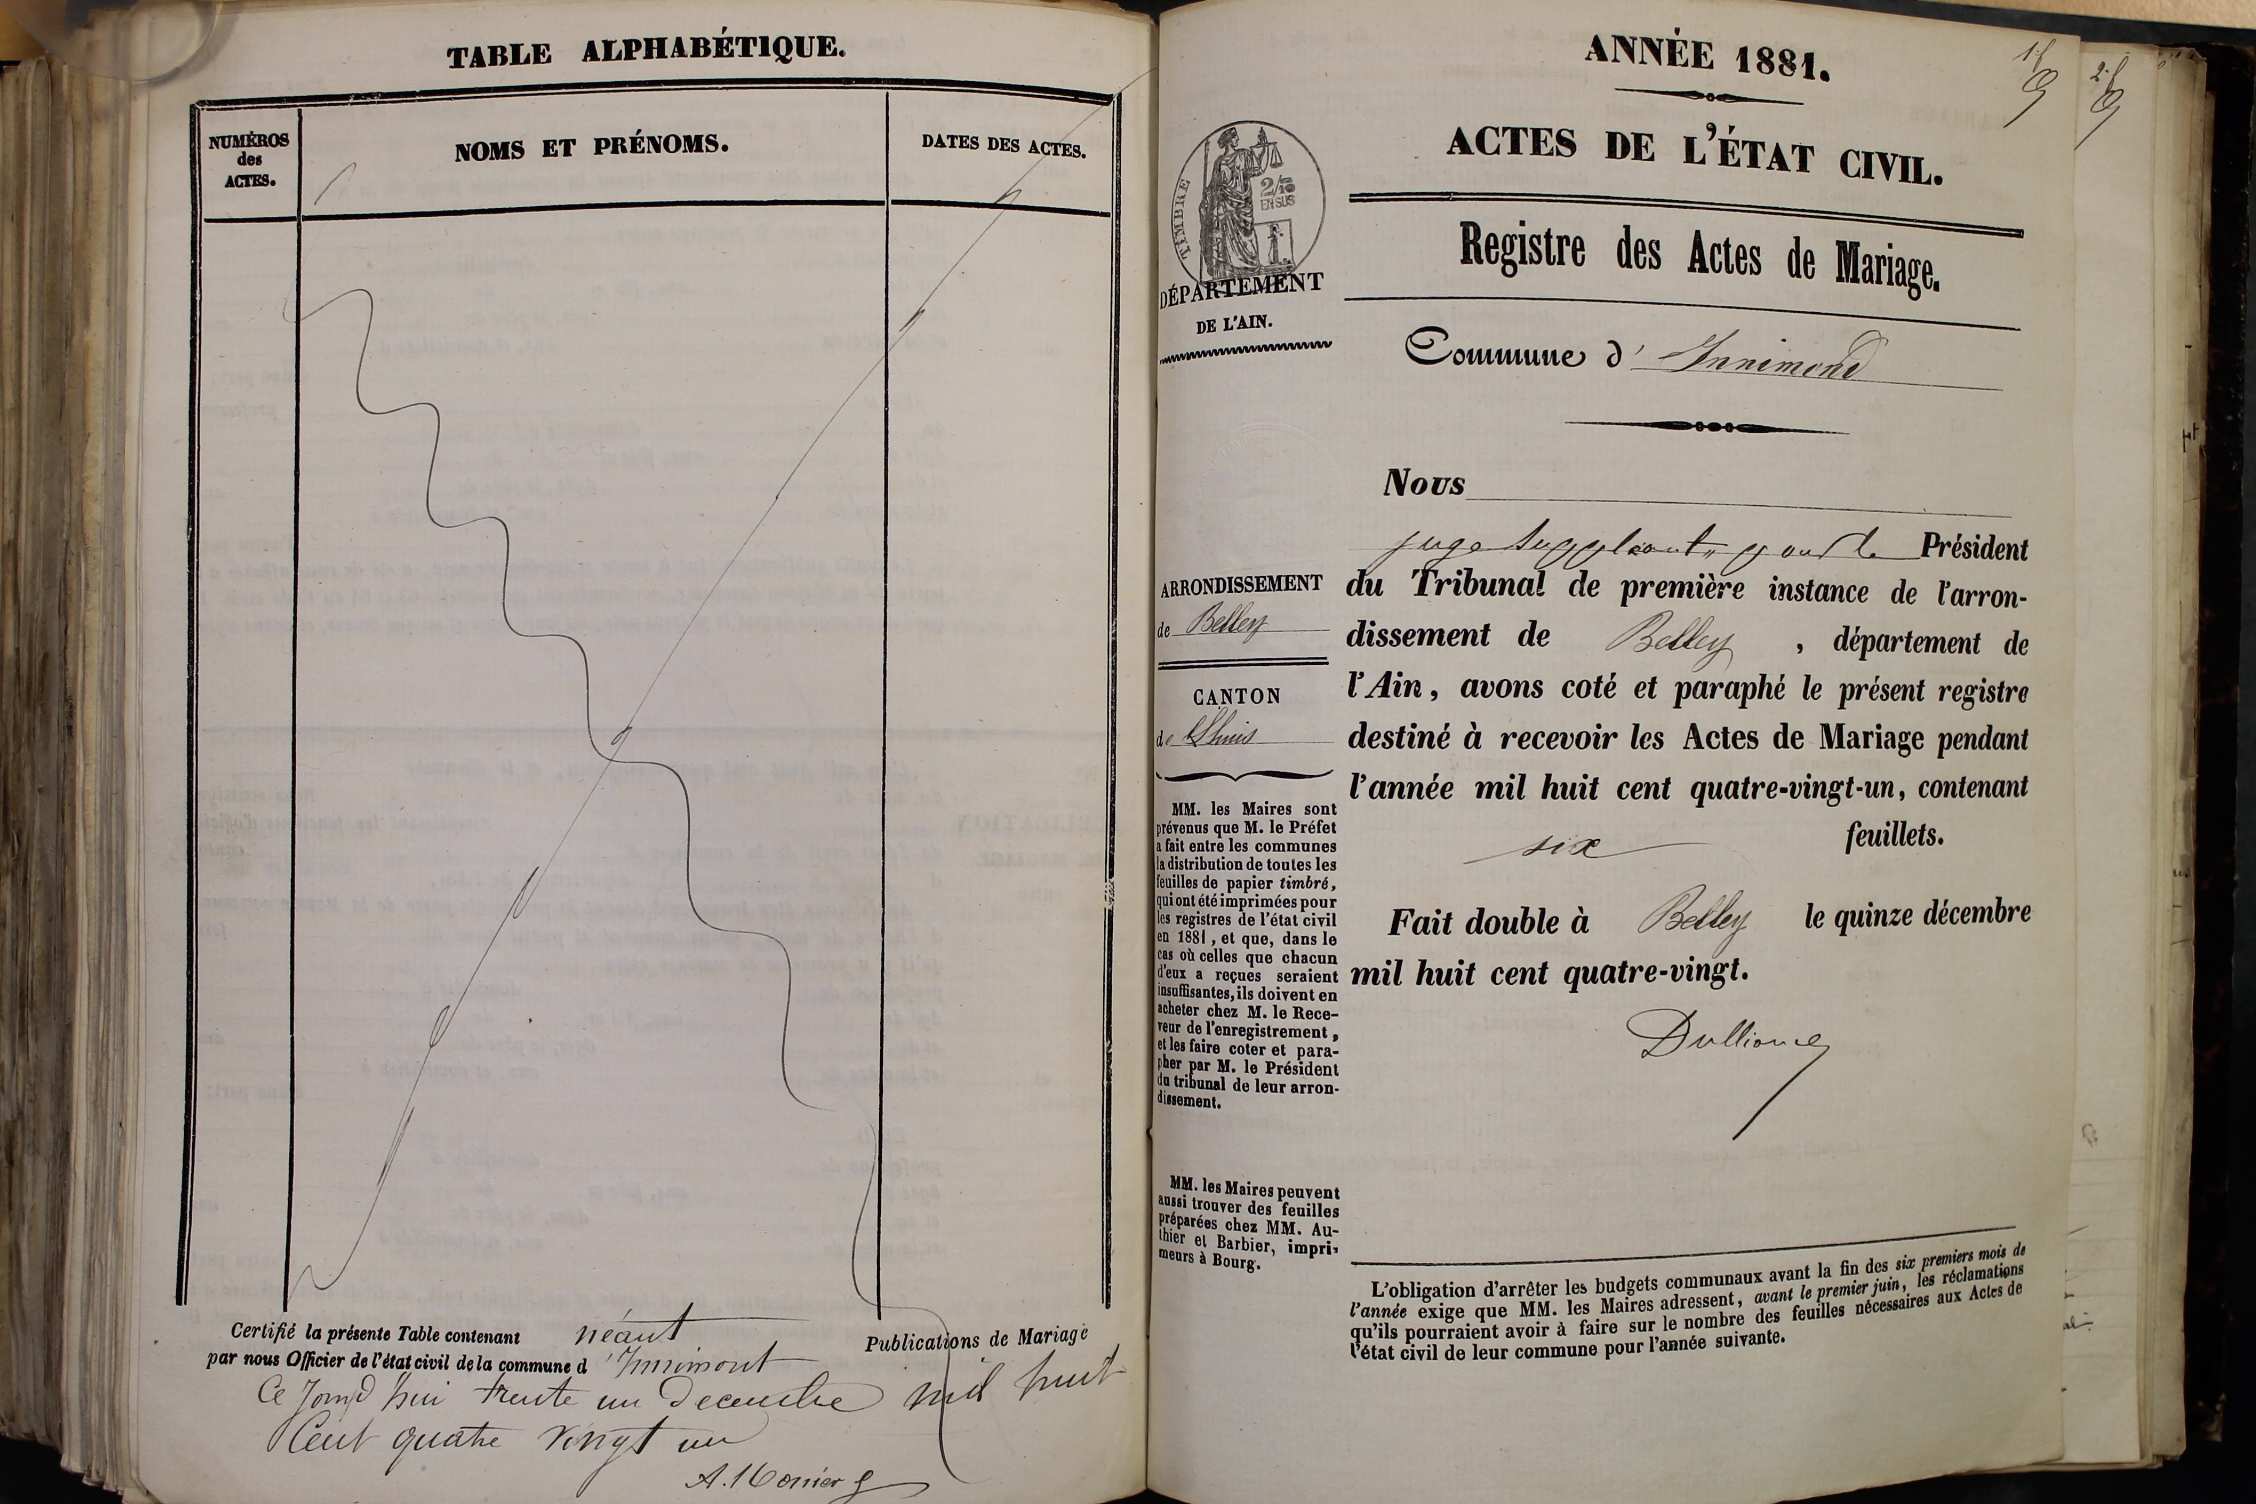 TABLE ALPHABÉTIQUE.
NUMÉROS
des
ACTES.
NOMS ET PRÉNOMS.
DATES DES ACTES.
Certifié la présente Table contenant néant Publications de Mariage
par nous Officier de l'état civil de la commune d'Innimont
Ce Jourd'hui trente un Decembre mil huit
Cent quatre vingt un
A. Monier
1. f
2. f
ANNÉE 1881.
ACTES DE L'ÉTAT CIVIL.
Registre des Actes de Mariage.
Commune d'Innimond
TIMBRE
2/10
EN SUS
DÉPARTEMENT
DE L'AIN.
ARRONDISSEMENT
de Belley
CANTON
de Lhuis
MM. les Maires sont
prévenus que M. le Préfet
a fait entre les communes
la distribution de toutes les
feuilles de papier timbré,
qui ont été imprimées pour
les registres de l'état civil
en 1881, et que, dans le
cas où celles que chacun
d'eux a reçues seraient
insuffisantes, ils doivent en
acheter chez M. le Rece-
veur de l'enregistrement,
et les faire coter et para-
pher par M. le Président
du tribunal de leur arron-
dissement.
MM. les Maires peuvent
aussi trouver des feuilles
préparées chez MM. Au-
thier et Barbier, impri-
meurs à Bourg.
Nous
juge suppléant, pour le Président
du Tribunal de première instance de l'arron-
dissement de Belley, département de
l'Ain, avons coté et paraphé le présent registre
destiné à recevoir les Actes de Mariage pendant
l'année mil huit cent quatre-vingt-un, contenant
six feuillets.
Fait double à Belley le quinze décembre
mil huit cent quatre-vingt.
L'obligation d'arrêter les budgets communaux avant la fin des six premiers mois de
l'année exige que MM. les Maires adressent, avant le premier juin, les réclamations
qu'ils pourraient avoir à faire sur le nombre des feuilles nécessaires aux Actes de
l'état civil de leur commune pour l'année suivante.